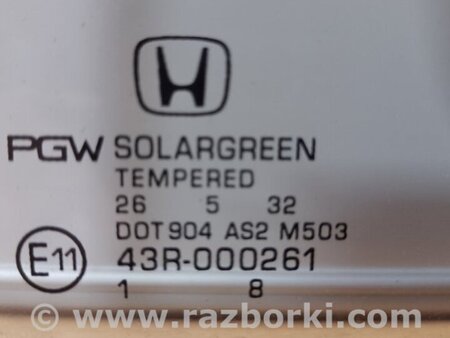 PGW SOLARGREEN
TEMPERED
26 5 32
DOT904 AS2 M503
E11 43R-000261
1 8
www.razborki.com